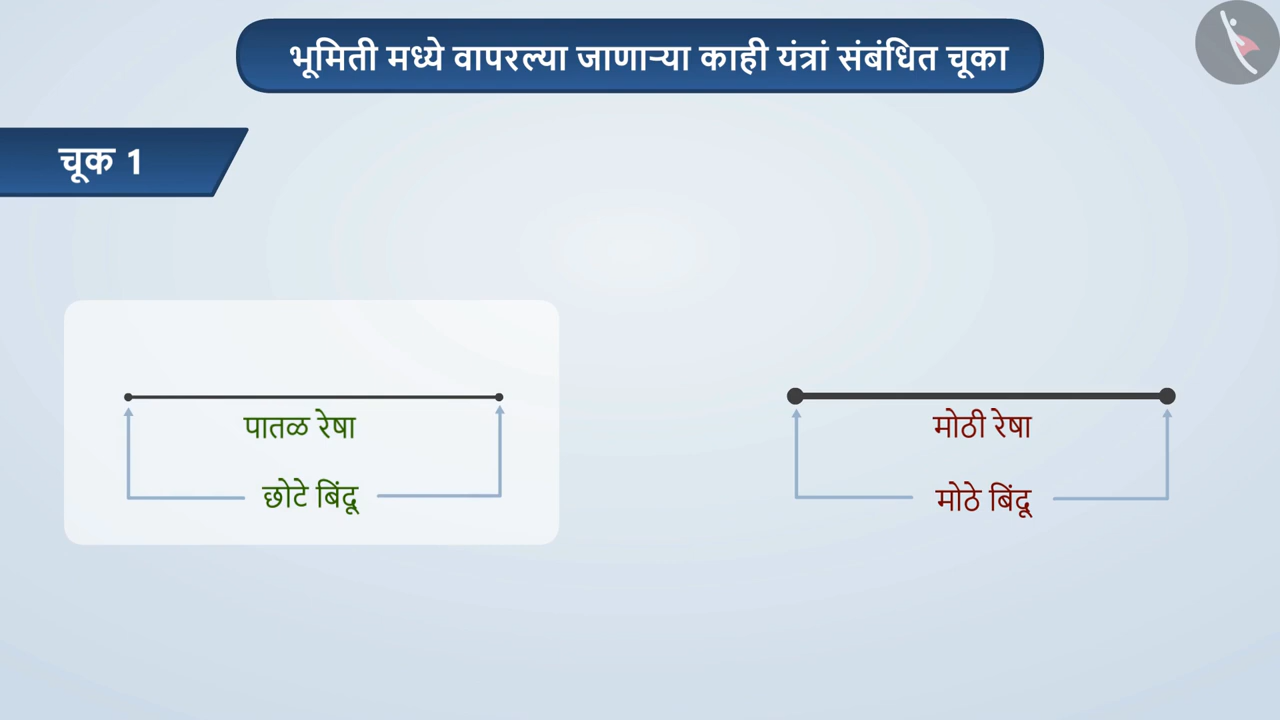 भूमिती मध्ये वापरल्या जाणाऱ्या काही यंत्रां संबंधित चूका
चूक 1
पातळ रेषा
छोटे बिंदू
मोठी रेषा
मोठे बिंदू